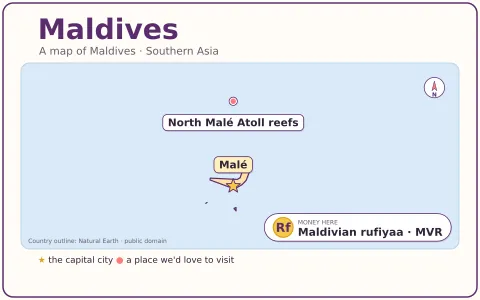 Maldives
A map of Maldives · Southern Asia
N
North Malé Atoll reefs
Malé
Rf
MONEY HERE
Maldivian rufiyaa · MVR
Country outline: Natural Earth · public domain
★ the capital city ● a place we'd love to visit